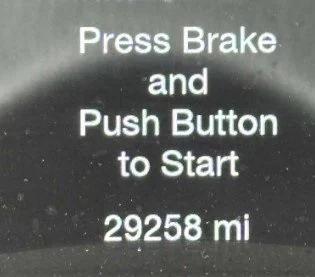 Press Brake
and
Push Button
to Start
29258 mi